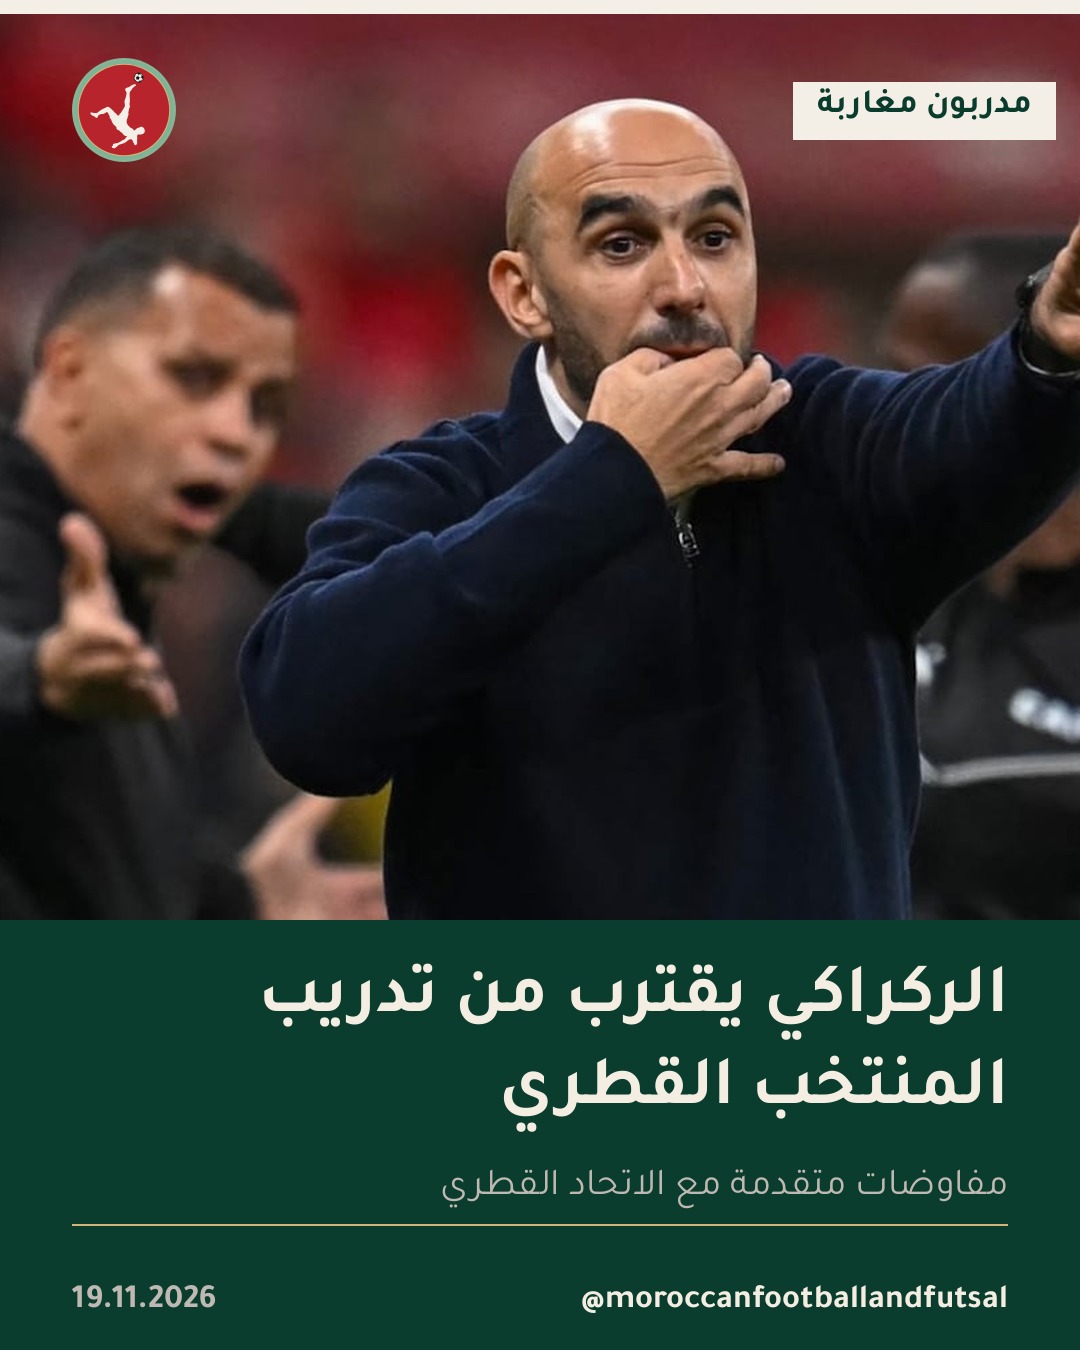 مدربون مغاربة
الركراكي يقترب من تدريب
المنتخب القطري
مفاوضات متقدمة مع الاتحاد القطري
19.11.2026
@moroccanfootballandfutsal